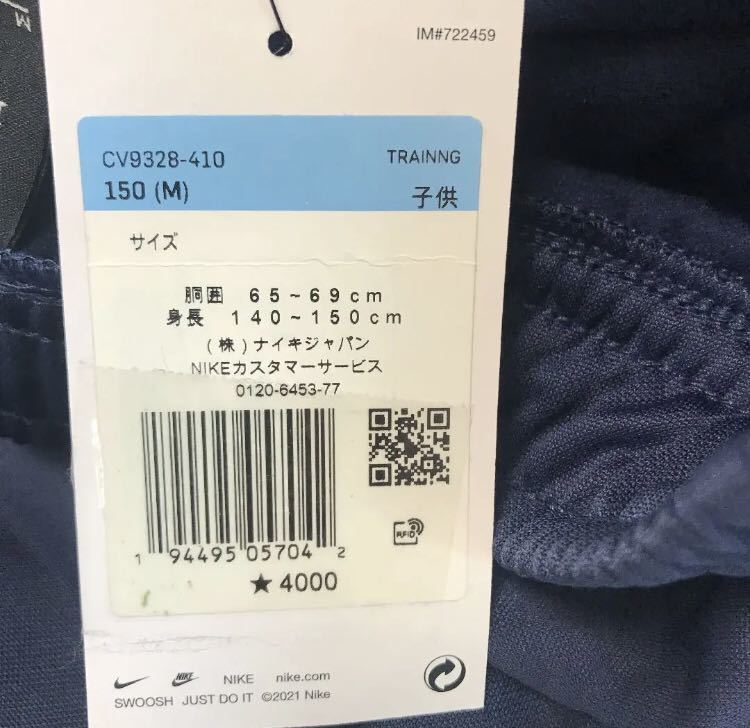 M
IM#722459
CV9328-410 TRAINNG
150 (M) 子供
サイズ
胴囲 65~69cm
身長 140~150cm
(株)ナイキジャパン
NIKEカスタマーサービス
0120-6453-77
1 94495 05704 2
RFID
★4000
NIKE NIKE nike.com
SWOOSH JUST DO IT ©2021 Nike